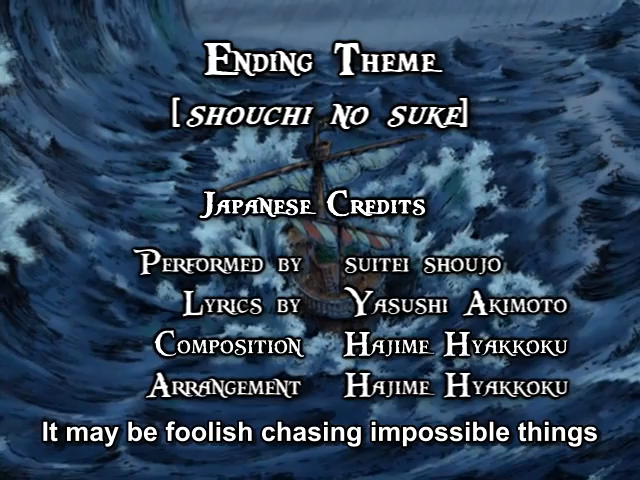 Ending Theme
[Shouchi no Suke]
Japanese Credits
Performed by suitei shoujo
Lyrics by Yasushi Akimoto
Composition Hajime Hyakkoku
Arrangement Hajime Hyakkoku
It may be foolish chasing impossible things